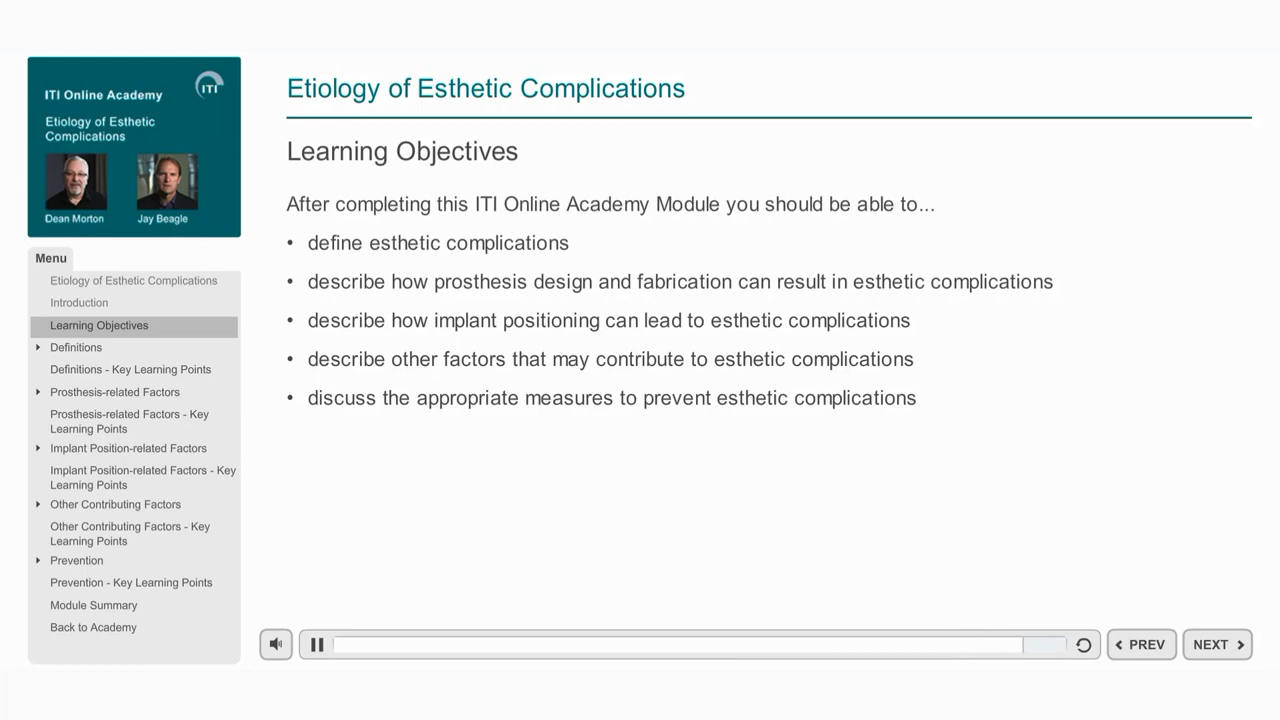 ITI Online Academy
ITI
Etiology of Esthetic
Complications
Dean Morton
Jay Beagle
Menu
Etiology of Esthetic Complications
Introduction
Learning Objectives
Definitions
Definitions - Key Learning Points
Prosthesis-related Factors
Prosthesis-related Factors - Key
Learning Points
Implant Position-related Factors
Implant Position-related Factors - Key
Learning Points
Other Contributing Factors
Other Contributing Factors - Key
Learning Points
Prevention
Prevention - Key Learning Points
Module Summary
Back to Academy
Etiology of Esthetic Complications
Learning Objectives
After completing this ITI Online Academy Module you should be able to...
• define esthetic complications
• describe how prosthesis design and fabrication can result in esthetic complications
• describe how implant positioning can lead to esthetic complications
• describe other factors that may contribute to esthetic complications
• discuss the appropriate measures to prevent esthetic complications
PREV
NEXT